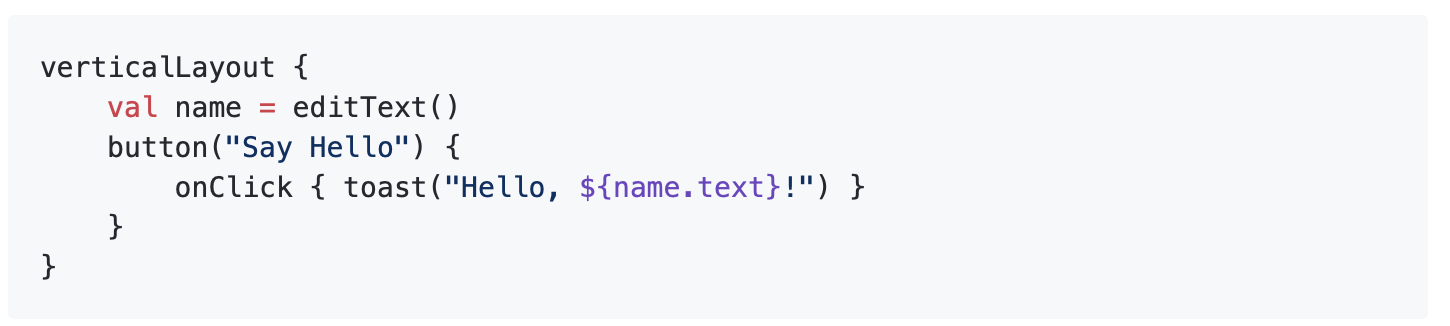 verticalLayout {
    val name = editText()
    button("Say Hello") {
        onClick { toast("Hello, ${name.text}!") }
    }
}